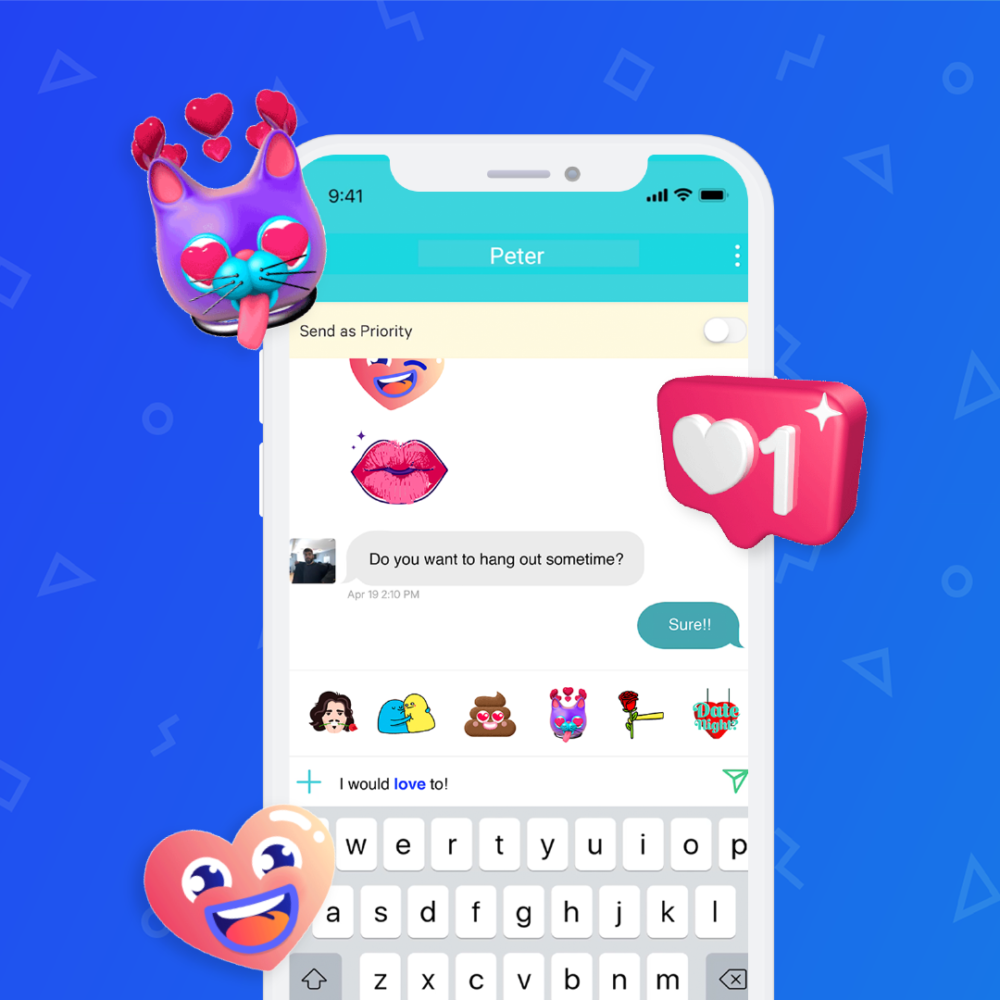 9:41
Peter
Send as Priority
1
Do you want to hang out sometime?
Apr 19 2:10 PM
Sure!!
Date
Night?
I would love to!
w e r t y u i o p
a s d f g h j k l
z x c v b n m